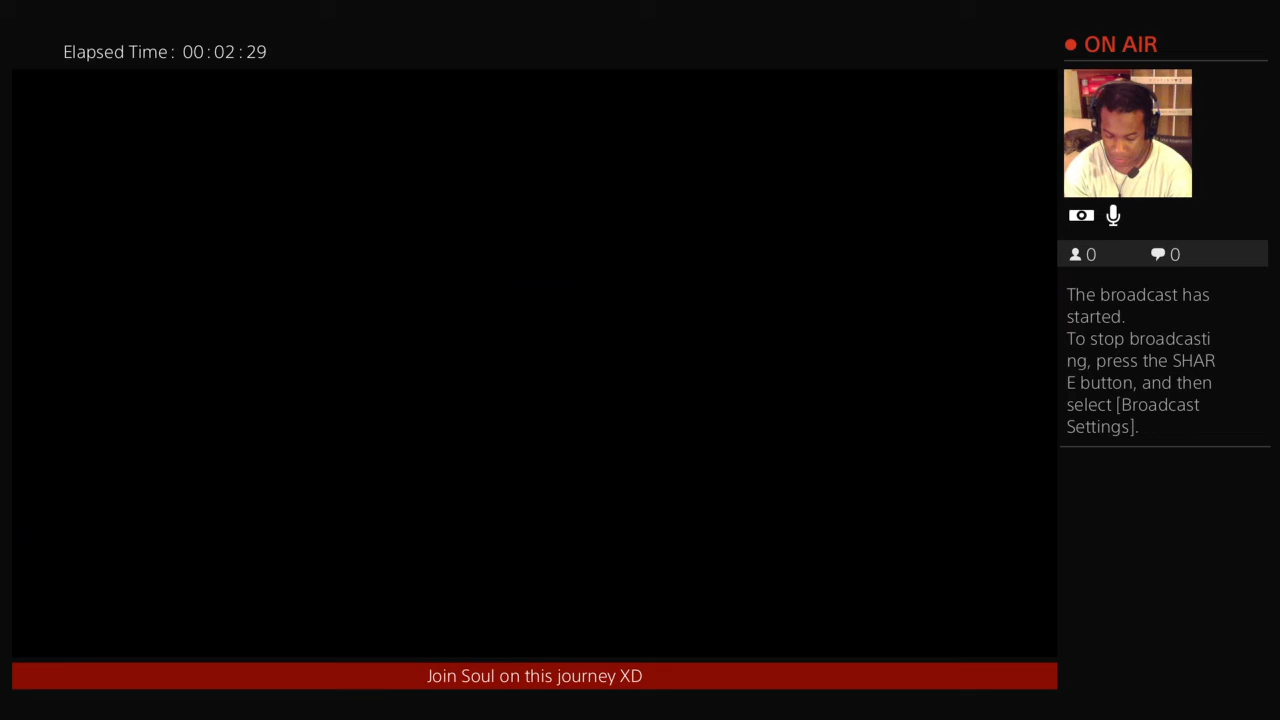 Elapsed Time: 00:02:29
ON AIR
0 0
The broadcast has
started.
To stop broadcasti
ng, press the SHAR
E button, and then
select [Broadcast
Settings].
Join Soul on this journey XD